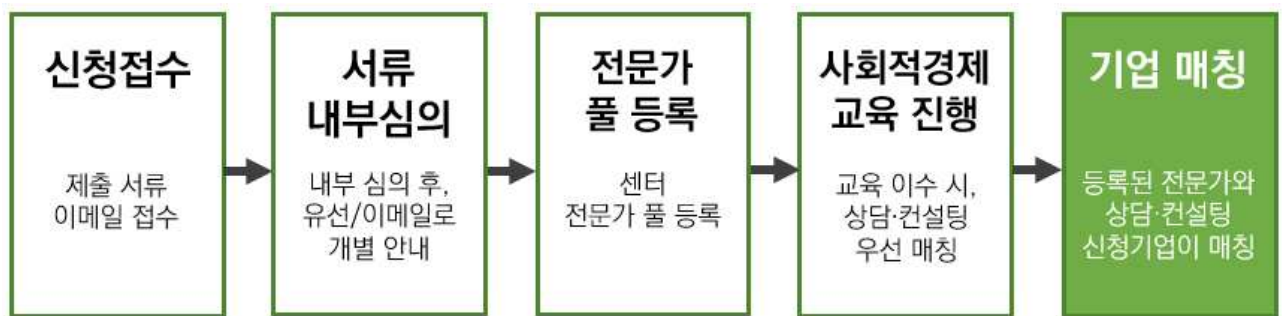 신청접수
제출 서류
이메일 접수
서류
내부심의
내부 심의 후,
유선/이메일로
개별 안내
전문가
풀 등록
센터
전문가 풀 등록
사회적경제
교육 진행
교육 이수 시,
상담·컨설팅
우선 매칭
기업 매칭
등록된 전문가와
상담·컨설팅
신청기업이 매칭